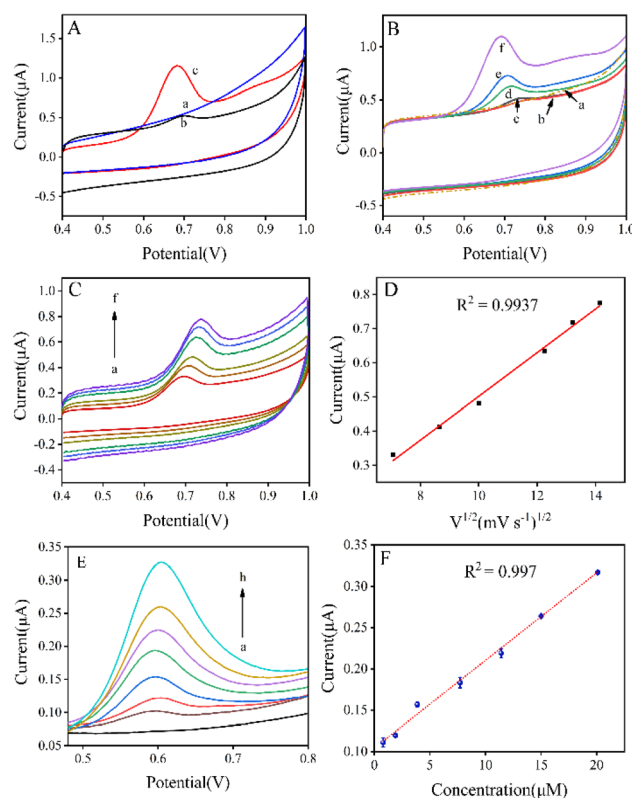 A
1.5
1.0
0.5
0.0
-0.5
Current(μA)
a
b
c
0.4 0.5 0.6 0.7 0.8 0.9 1.0
Potential(V)
B
1.0
0.5
0.0
Current(μA)
f
e
d
c
b
a
0.4 0.5 0.6 0.7 0.8 0.9 1.0
Potential(V)
C
f
a
1.0
0.8
0.6
0.4
0.2
0.0
-0.2
-0.4
Current(μA)
0.4 0.5 0.6 0.7 0.8 0.9 1.0
Potential(V)
D
R² = 0.9937
0.8
0.7
0.6
0.5
0.4
0.3
Current(μA)
8 10 12 14
V^1/2(mV s⁻¹)^1/2
E
h
a
0.35
0.30
0.25
0.20
0.15
0.10
0.05
Current(μA)
0.5 0.6 0.7 0.8
Potential(V)
F
R² = 0.997
0.35
0.30
0.25
0.20
0.15
0.10
Current(μA)
0 5 10 15 20
Concentration(μM)